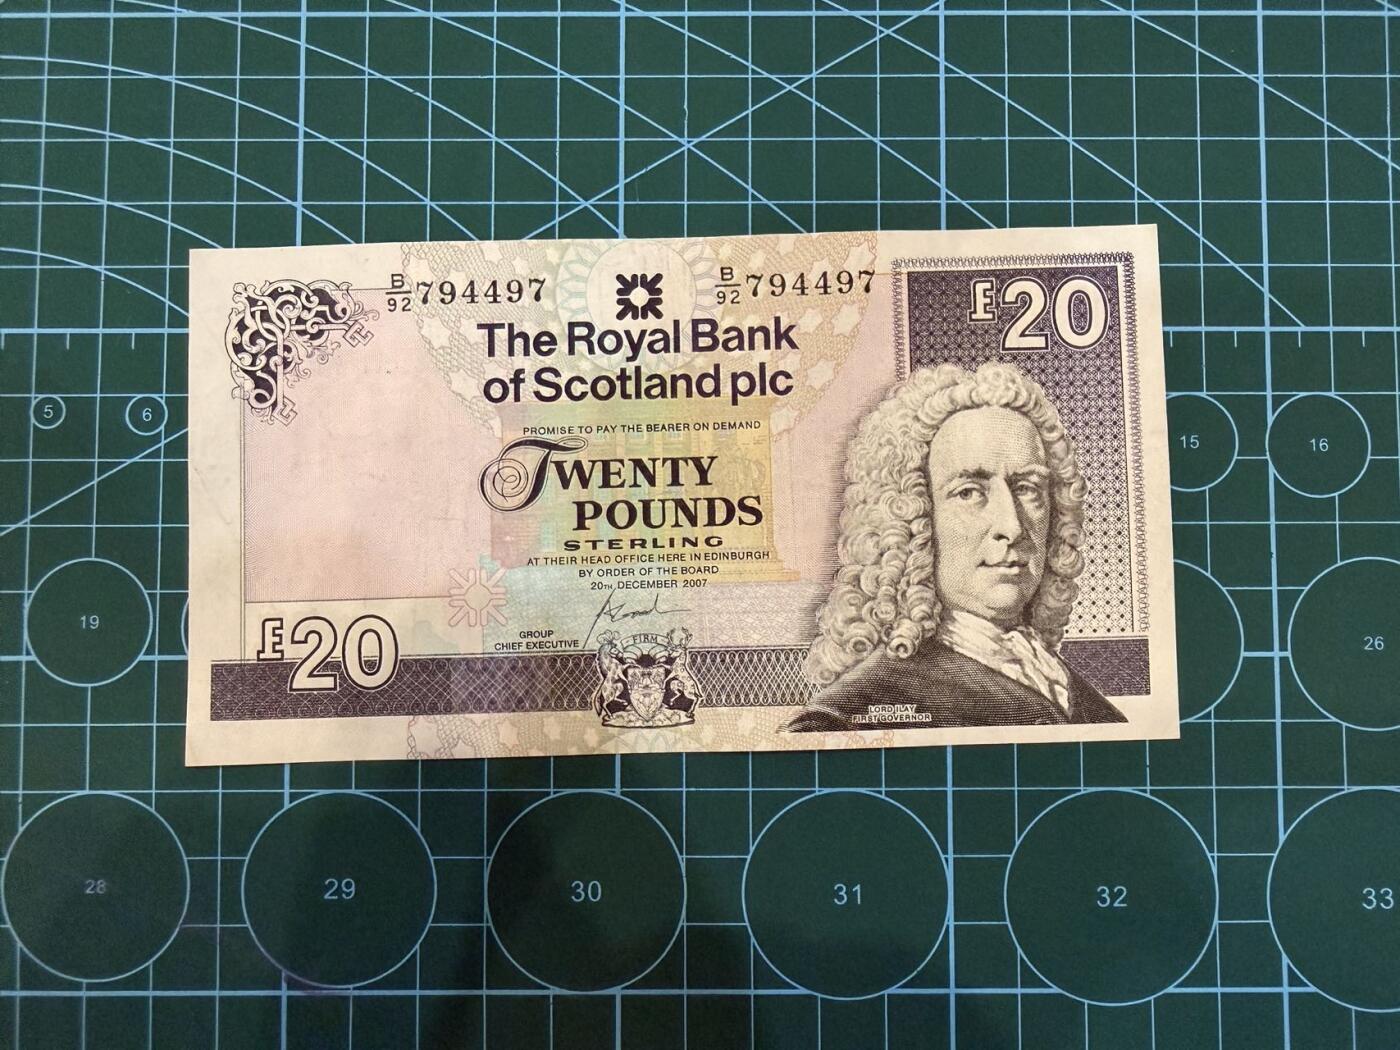 B/92 794497
B/92 794497
£20
The Royal Bank
of Scotland plc
PROMISE TO PAY THE BEARER ON DEMAND
TWENTY
POUNDS
STERLING
AT THEIR HEAD OFFICE HERE IN EDINBURGH
BY ORDER OF THE BOARD
20TH, DECEMBER 2007
GROUP
CHIEF EXECUTIVE
FIRM
£20
LORD ILAY
FIRST GOVERNOR
5
6
15
16
19
26
28
29
30
31
32
33